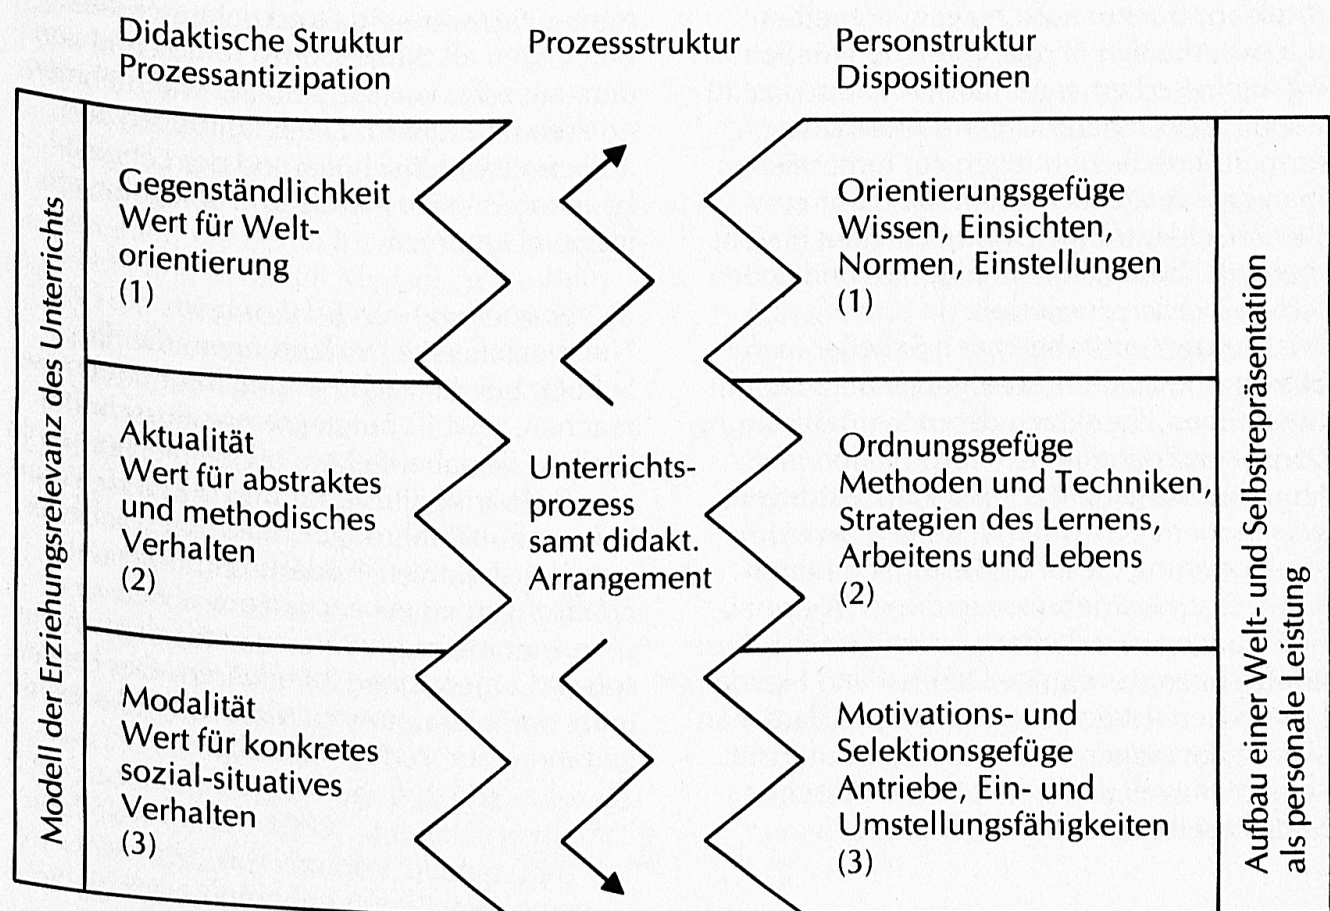 Didaktische Struktur
Prozessantizipation
Prozessstruktur
Personstruktur
Dispositionen
Modell der Erziehungsrelevanz des Unterrichts
Gegenständlichkeit
Wert für Welt-
orientierung
(1)
Aktualität
Wert für abstraktes
und methodisches
Verhalten
(2)
Modalität
Wert für konkretes
sozial-situatives
Verhalten
(3)
Unterrichts-
prozess
samt didakt.
Arrangement
Orientierungsgefüge
Wissen, Einsichten,
Normen, Einstellungen
(1)
Ordnungsgefüge
Methoden und Techniken,
Strategien des Lernens,
Arbeitens und Lebens
(2)
Motivations- und
Selektionsgefüge
Antriebe, Ein- und
Umstellungsfähigkeiten
(3)
Aufbau einer Welt- und Selbstrepräsentation
als personale Leistung